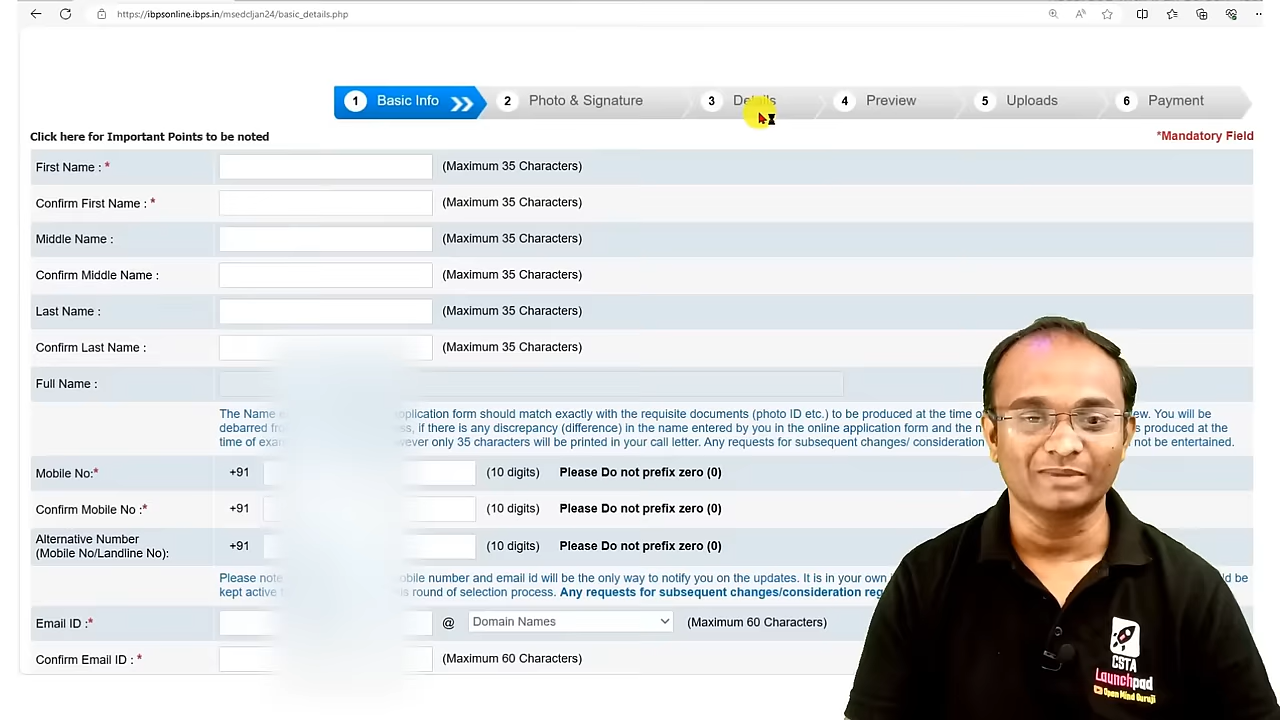 https://ibpsonline.ibps.in/msedcljan24/basic_details.php
1 Basic Info 2 Photo & Signature 3 Details 4 Preview 5 Uploads 6 Payment
Click here for Important Points to be noted *Mandatory Field
First Name : * (Maximum 35 Characters)
Confirm First Name : * (Maximum 35 Characters)
Middle Name : (Maximum 35 Characters)
Confirm Middle Name : (Maximum 35 Characters)
Last Name : (Maximum 35 Characters)
Confirm Last Name : (Maximum 35 Characters)
Full Name :
The Name application form should match exactly with the requisite documents (photo ID etc.) to be produced at the time o ew. You will be
debarred if there is any discrepancy (difference) in the name entered by you in the online application form and the n s produced at the
time of only 35 characters will be printed in your call letter. Any requests for subsequent changes/ consideration not be entertained.
Mobile No:* +91 (10 digits) Please Do not prefix zero (0)
Confirm Mobile No :* +91 (10 digits) Please Do not prefix zero (0)
Alternative Number
(Mobile No/Landline No): +91 (10 digits) Please Do not prefix zero (0)
Please note mobile number and email id will be the only way to notify you on the updates. It is in your own be
kept active round of selection process. Any requests for subsequent changes/consideration reg
Email ID :* @ Domain Names (Maximum 60 Characters)
Confirm Email ID : * (Maximum 60 Characters)
CSTA
Launchpad
Open Mind Guruji